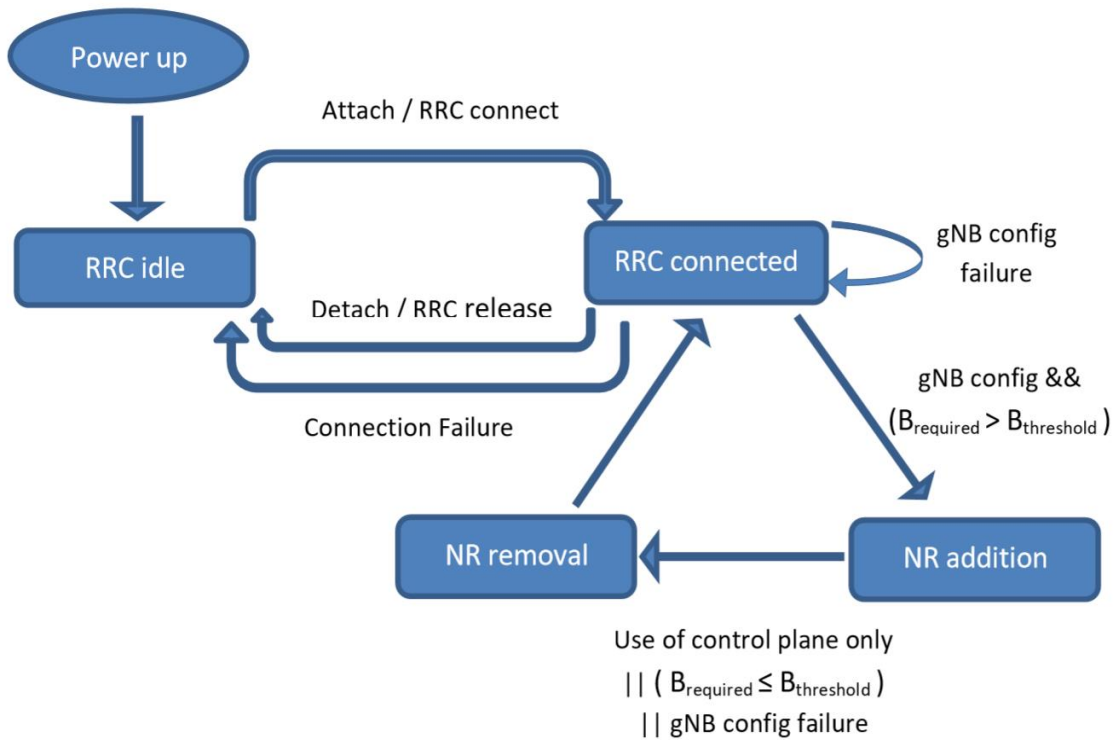 Power up
Attach / RRC connect
RRC idle
RRC connected
gNB config
failure
Detach / RRC release
Connection Failure
gNB config &&
(Brequired > Bthreshold )
NR removal
NR addition
Use of control plane only
|| ( Brequired ≤ Bthreshold )
|| gNB config failure